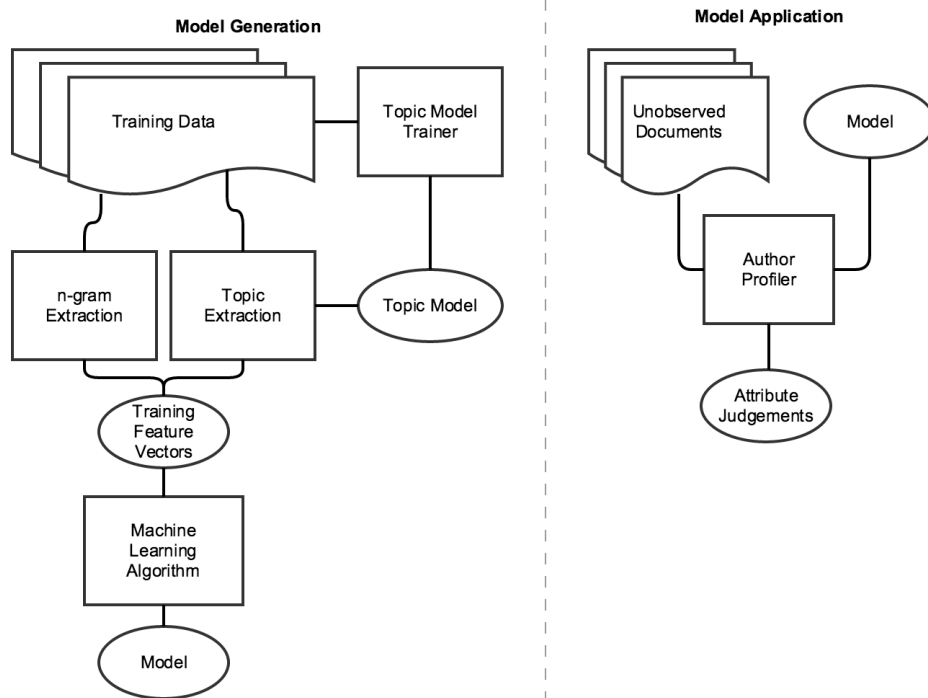 Model Generation
Training Data
Topic Model
Trainer
n-gram
Extraction
Topic
Extraction
Topic Model
Training
Feature
Vectors
Machine
Learning
Algorithm
Model
Model Application
Unobserved
Documents
Model
Author
Profiler
Attribute
Judgements